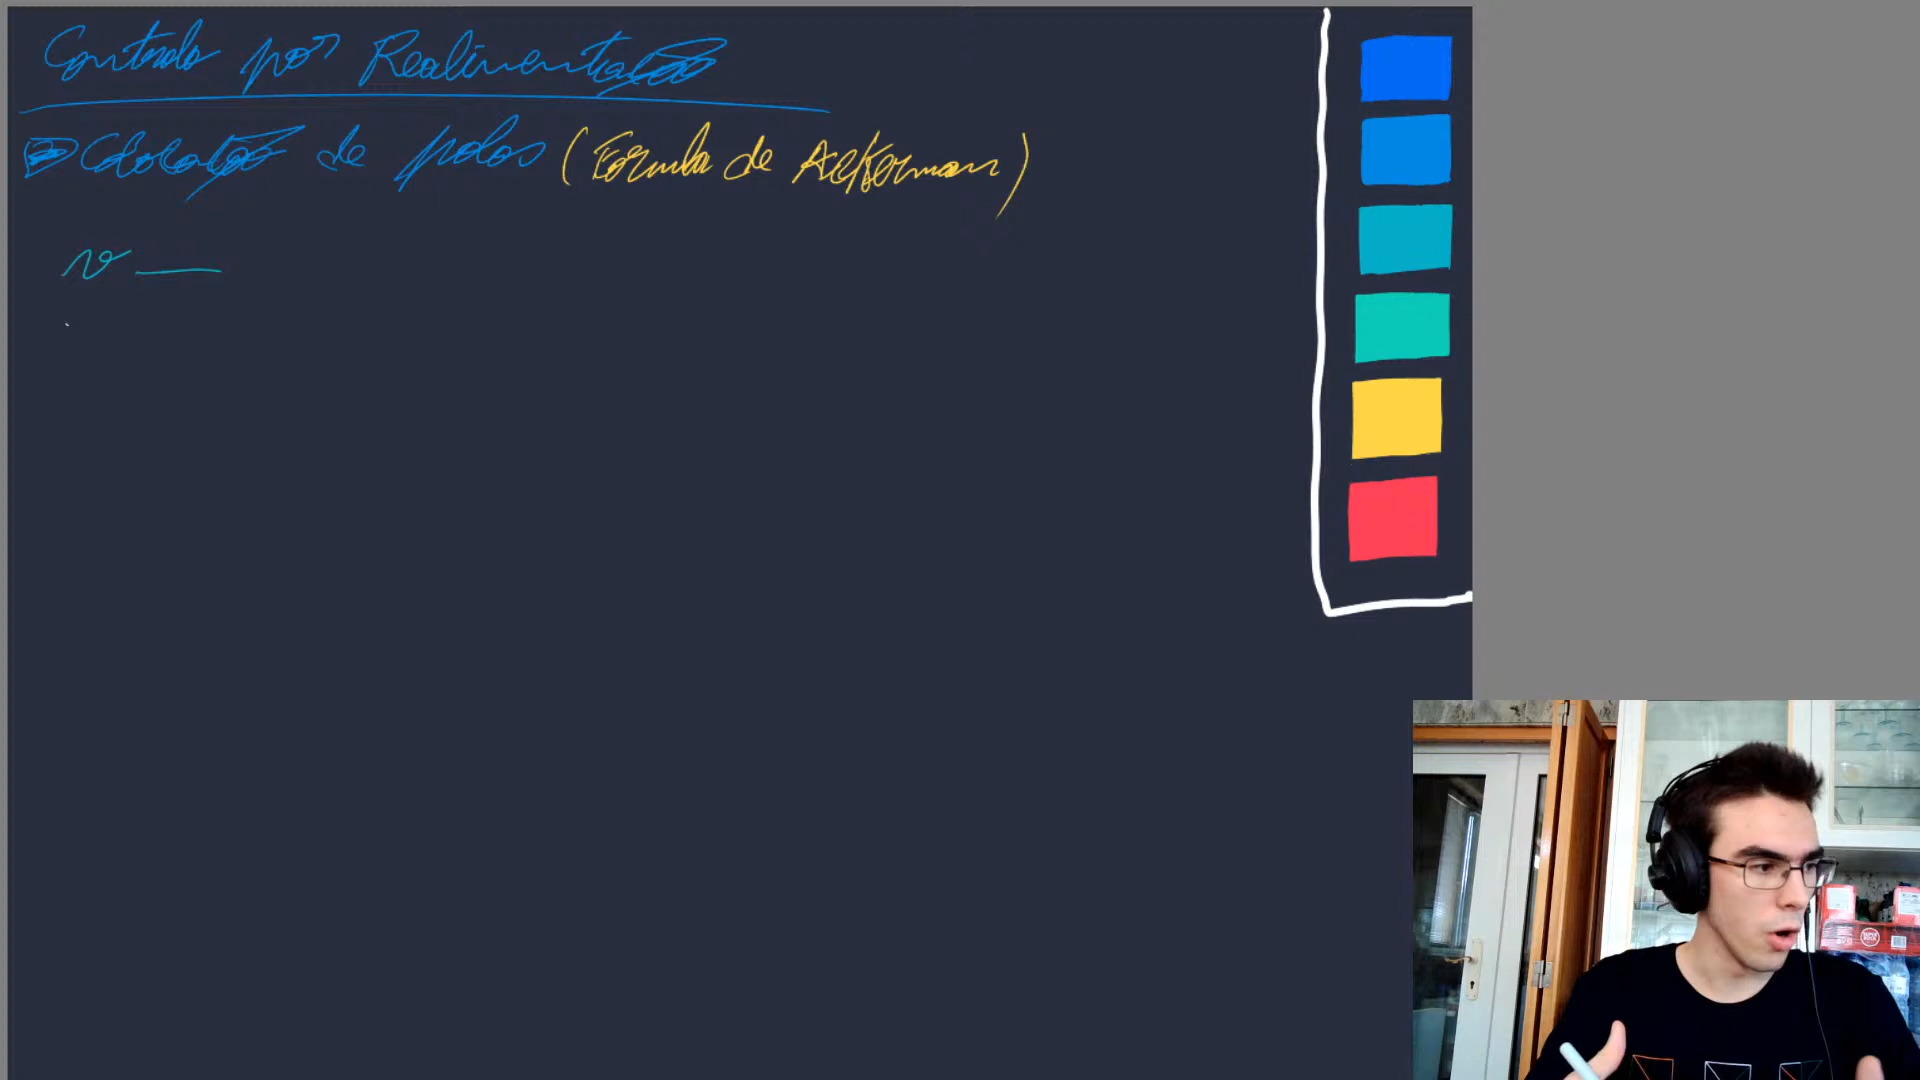 Controlo por Realimentação
Colocação de polos (Fórmula de Ackerman)
r